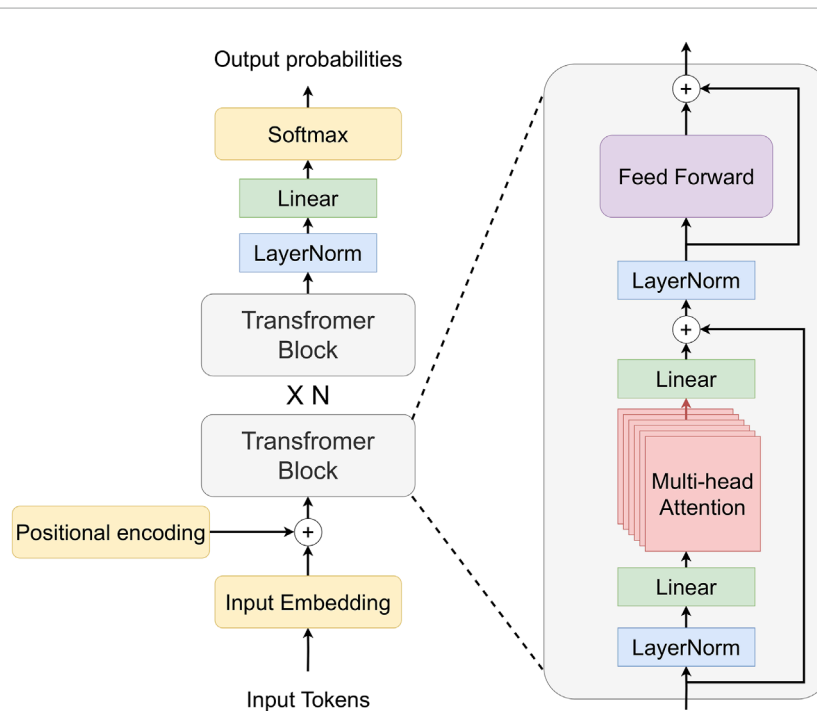 Output probabilities
Softmax
Linear
LayerNorm
Transfromer
Block
X N
Transfromer
Block
Positional encoding
+
Input Embedding
Input Tokens
+
Feed Forward
LayerNorm
+
Linear
Multi-head
Attention
Linear
LayerNorm